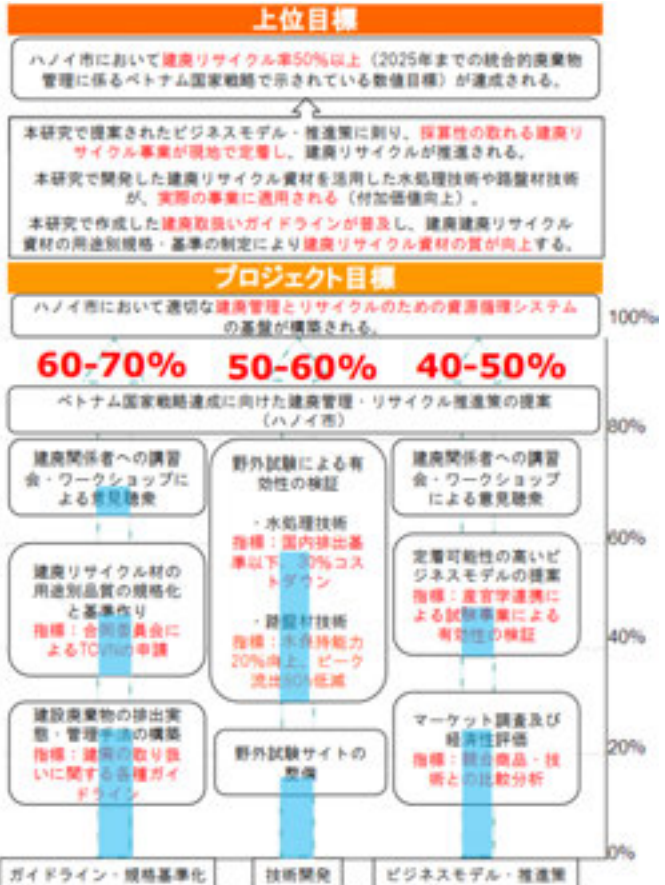 上位目標
ハノイ市において建廃リサイクル率50%以上（2025年までの統合的廃棄物
管理に係るベトナム国家戦略で示されている数値目標）が達成される。
本研究で提案されたビジネスモデル・推進策に則り、採算性の取れる建廃リ
サイクル事業が現地で定着し、建廃リサイクルが推進される。
本研究で開発した建廃リサイクル資材を活用した水処理技術や路盤材技術
が、実際の事業に適用される（付加価値向上）。
本研究で作成した建廃取扱いガイドラインが普及し、建廃建廃リサイクル
資材の用途別規格・基準の制定により建廃リサイクル資材の質が向上する。
プロジェクト目標
ハノイ市において適切な建廃管理とリサイクルのための資源循環システム
の基盤が構築される。
100%
60-70%
50-60%
40-50%
ベトナム国家戦略達成に向けた建廃管理・リサイクル推進策の提案
（ハノイ市）
80%
建廃関係者への講習
会・ワークショップに
よる意見聴衆
建廃リサイクル材の
用途別品質の規格化
と基準作り
指標：合同委員会に
よるTCVNの申請
建設廃棄物の排出実
態・管理手法の構築
指標：建廃の取り扱
いに関する各種ガイ
ドライン
野外試験による有
効性の検証
・水処理技術
指標：国内排出基
準以下、30%コス
トダウン
・路盤材技術
指標：水保持能力
20%向上、ピーク
流出50%低減
野外試験サイトの
整備
建廃関係者への講習
会・ワークショップ
による意見聴衆
定着可能性の高いビ
ジネスモデルの提案
指標：産官学連携に
よる試験事業による
有効性の検証
マーケット調査及び
経済性評価
指標：競合商品・技
術との比較分析
60%
40%
20%
0%
ガイドライン・規格基準化
技術開発
ビジネスモデル・推進策